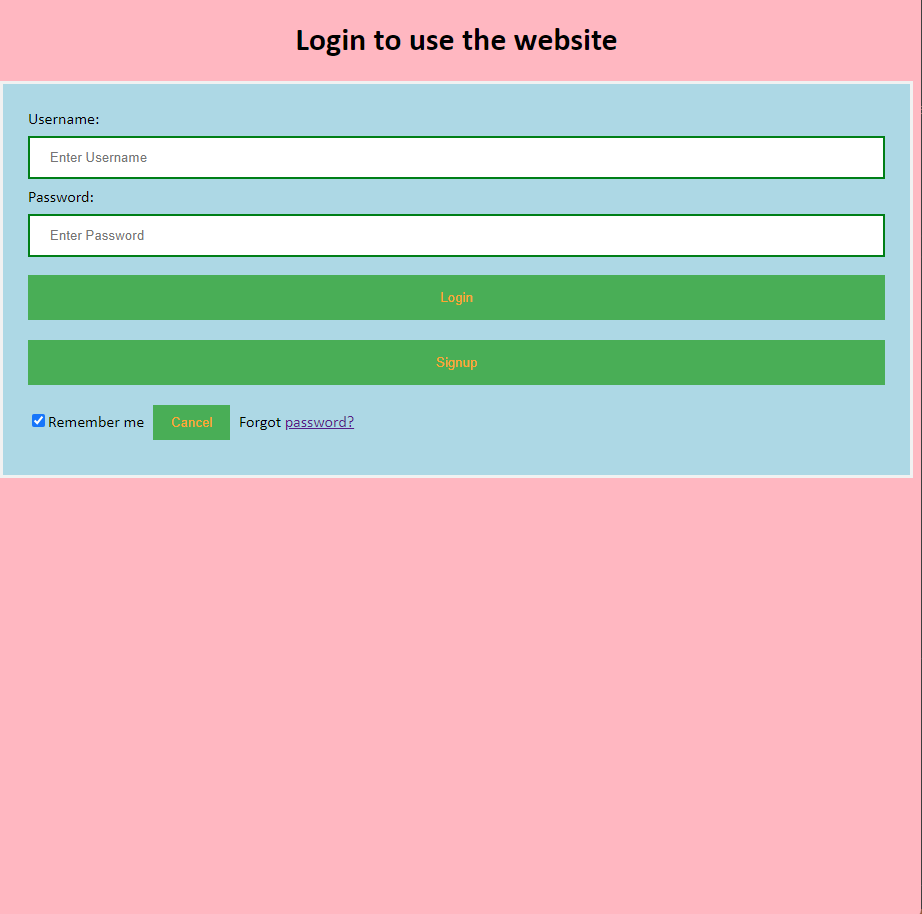 Login to use the website
Username:
Enter Username
Password:
Enter Password
Login
Signup
Remember me Cancel Forgot password?